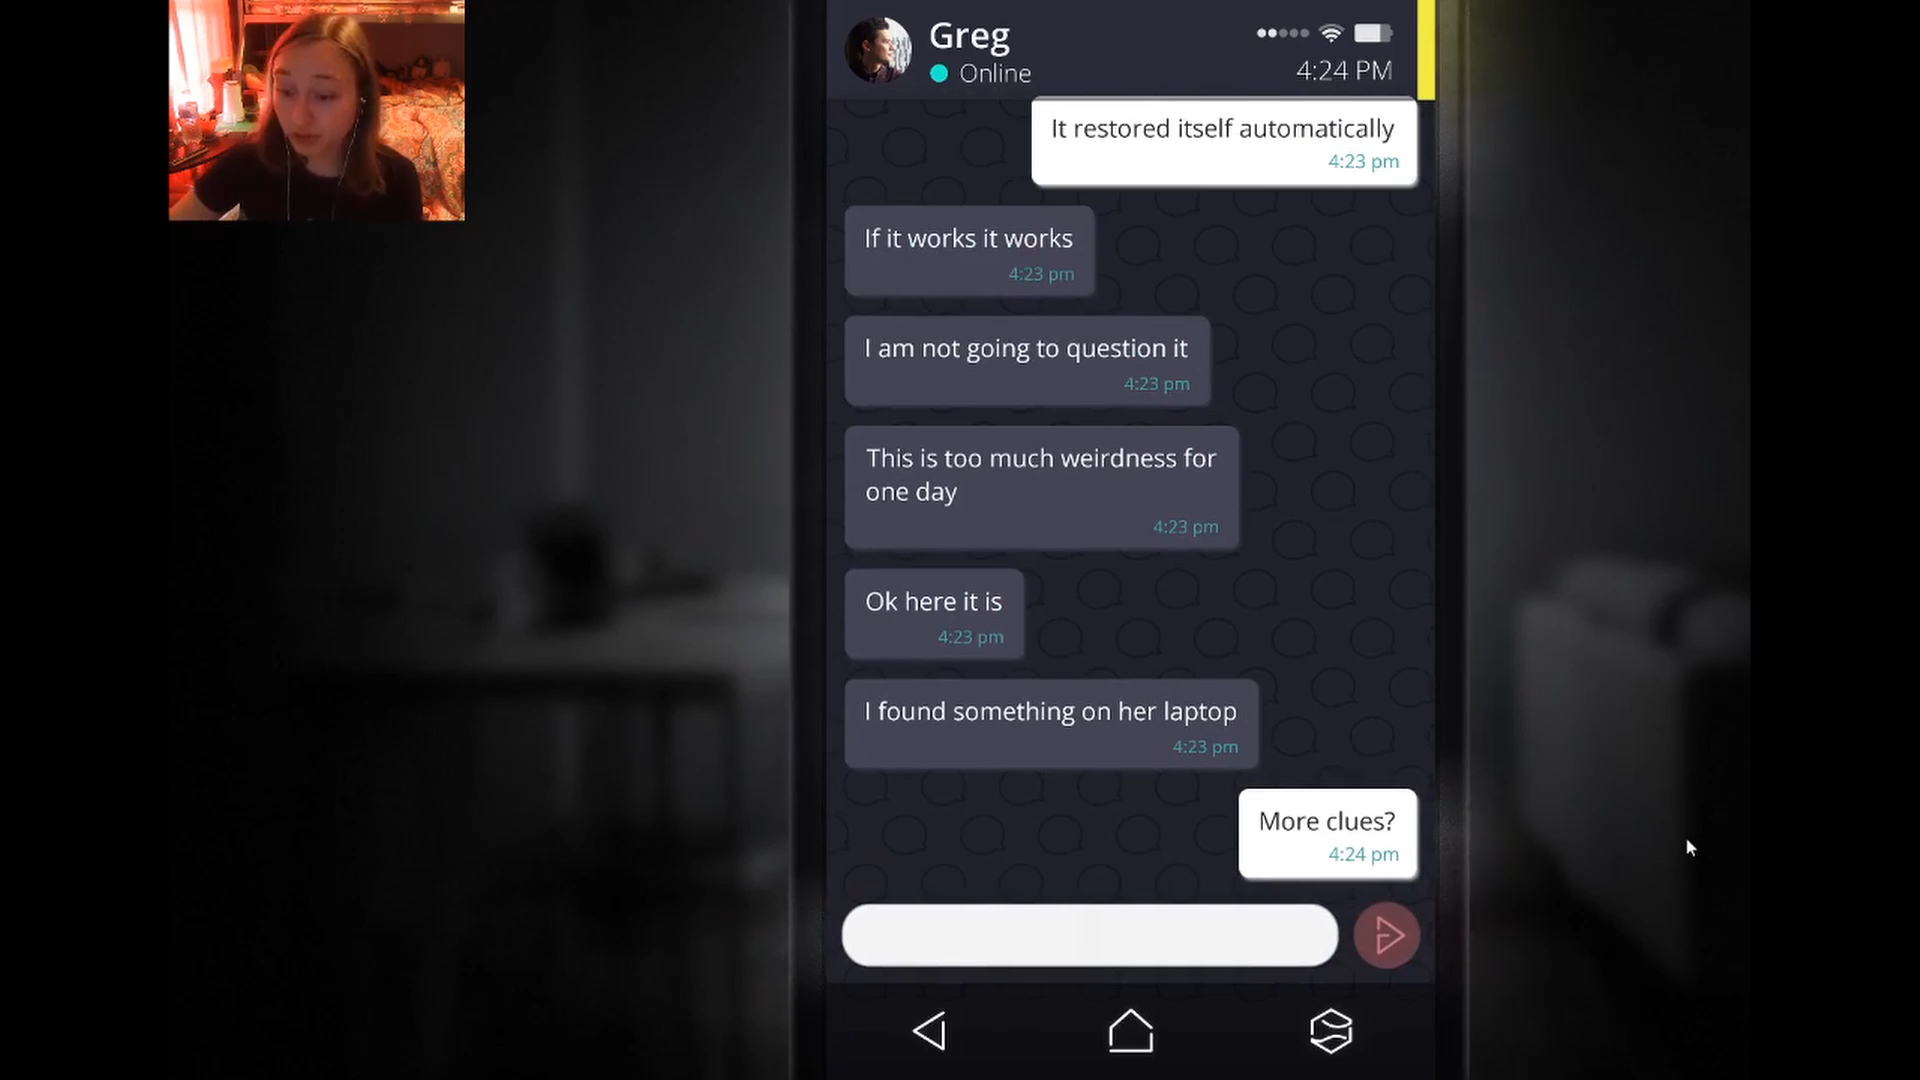 Greg
Online
4:24 PM
It restored itself automatically
4:23 pm
If it works it works
4:23 pm
I am not going to question it
4:23 pm
This is too much weirdness for
one day
4:23 pm
Ok here it is
4:23 pm
I found something on her laptop
4:23 pm
More clues?
4:24 pm